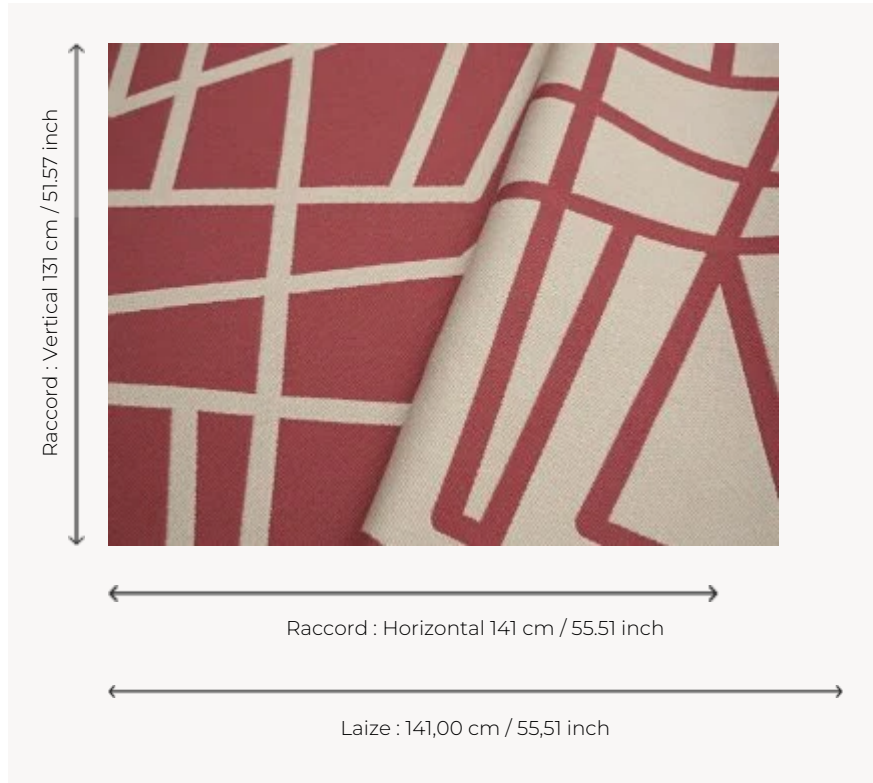 Raccord : Vertical 131 cm / 51.57 inch
Raccord : Horizontal 141 cm / 55.51 inch
Laize : 141,00 cm / 55,51 inch